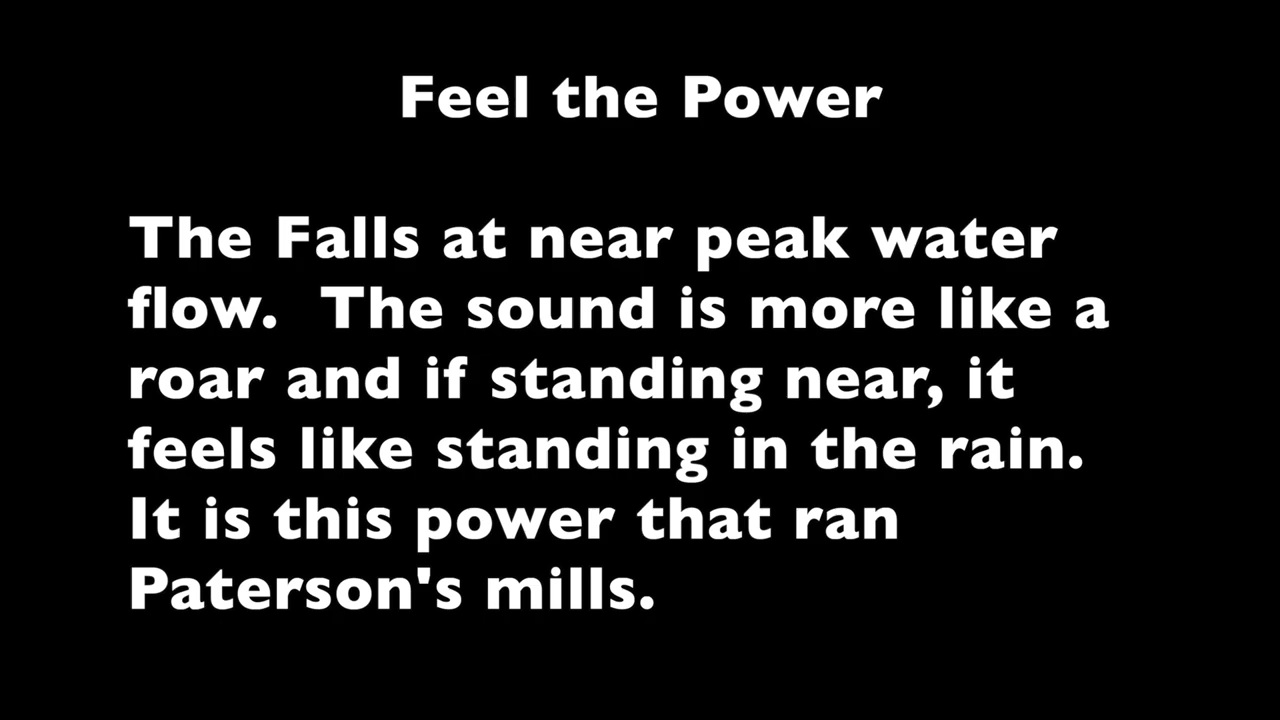 Feel the Power
The Falls at near peak water
flow.  The sound is more like a
roar and if standing near, it
feels like standing in the rain.
It is this power that ran
Paterson's mills.